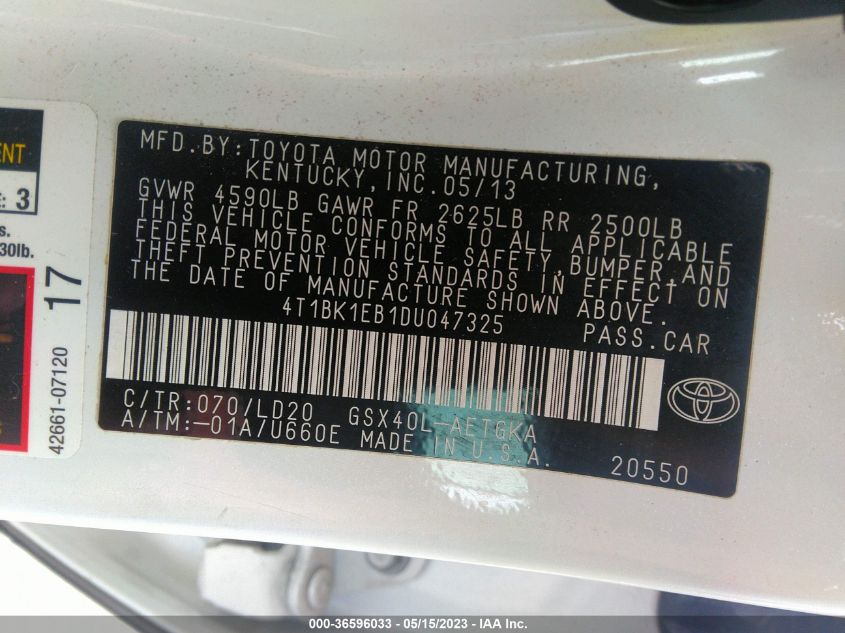 ENT
E: 3
s.
30lb.
17
42661-07120
MFD.BY:TOYOTA MOTOR MANUFACTURING,
KENTUCKY,INC.05/13
GVWR 4590LB GAWR FR 2625LB RR 2500LB
THIS VEHICLE CONFORMS TO ALL APPLICABLE
FEDERAL MOTOR VEHICLE SAFETY,BUMPER,AND
THEFT PREVENTION STANDARDS IN EFFECT ON
THE DATE OF MANUFACTURE SHOWN ABOVE.
4T1BK1EB1DU047325
PASS.CAR
C/TR:070/LD20 GSX40L-AETGKA
A/TM:-01A/U660E MADE IN U.S.A.
20550
000-36596033 - 05/15/2023 - IAA Inc.